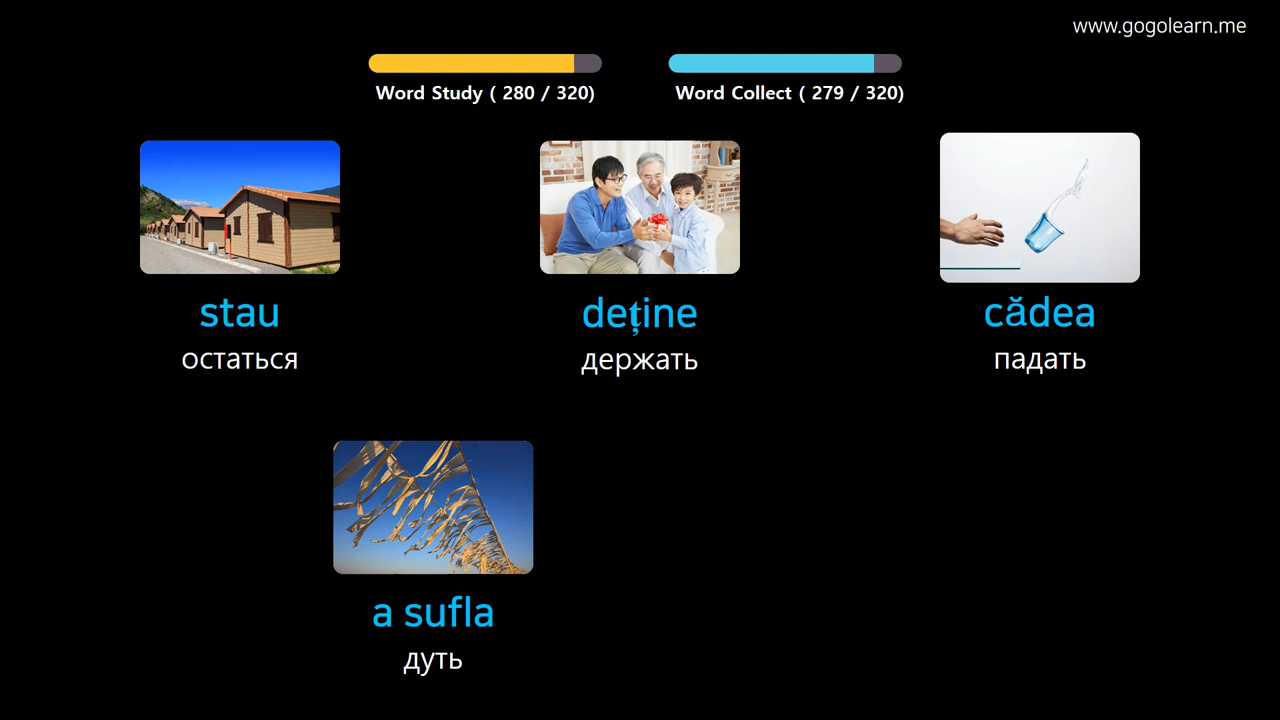 www.gogolearn.me
Word Study ( 280 / 320)
Word Collect ( 279 / 320)
stau
остаться
deține
держать
cădea
падать
a sufla
дуть